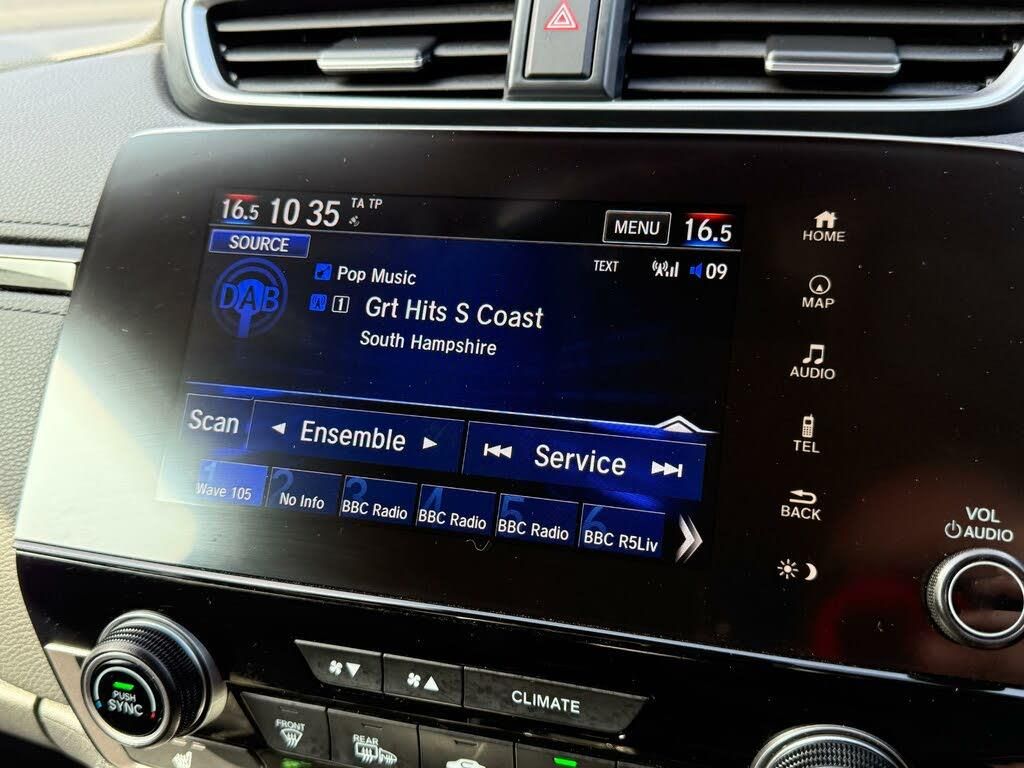 16.5 10 35 TA TP MENU 16.5
SOURCE
TEXT 09
DAB
Pop Music
1 Grt Hits S Coast
South Hampshire
Scan Ensemble Service
1 Wave 105
2 No Info
3 BBC Radio
4 BBC Radio
5 BBC Radio
6 BBC R5Liv
HOME
MAP
AUDIO
TEL
BACK
VOL
AUDIO
PUSH
SYNC
CLIMATE
FRONT
REAR